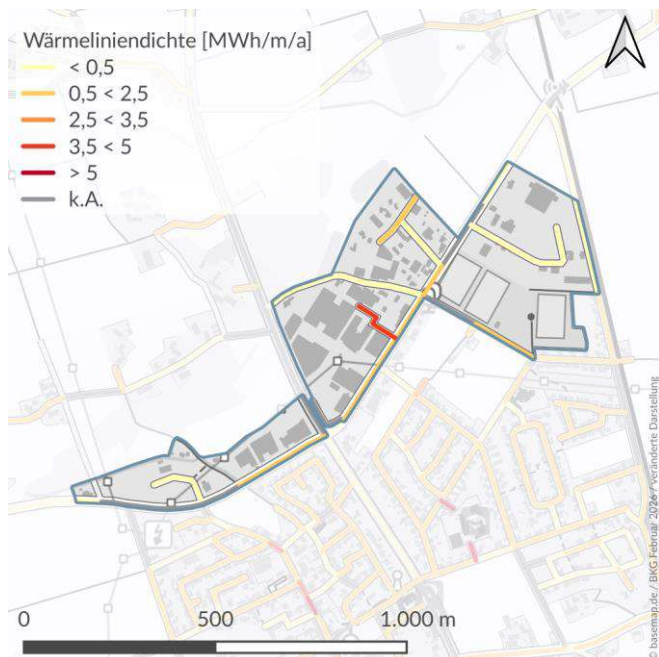 Wärmeliniendichte [MWh/m/a]
< 0,5
0,5 < 2,5
2,5 < 3,5
3,5 < 5
> 5
k.A.
© basemap.de / BKG Februar 2026 / veränderte Darstellung
0 500 1.000 m